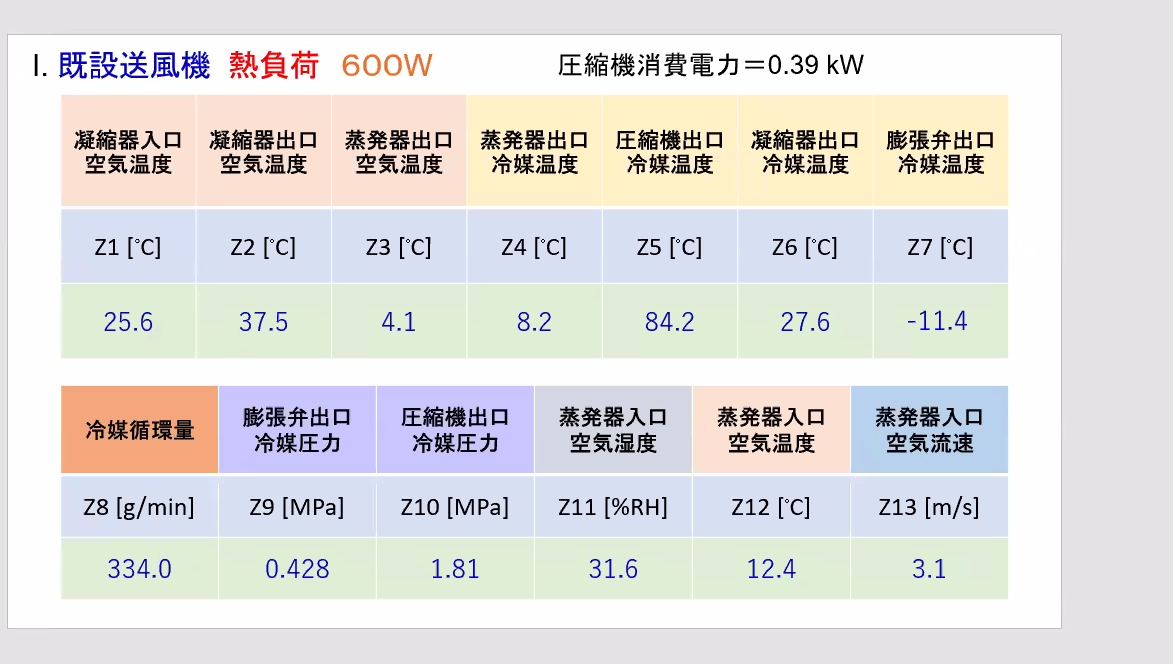 I. 既設送風機 熱負荷 600W 圧縮機消費電力＝0.39 kW
凝縮器入口 凝縮器出口 蒸発器出口 蒸発器出口 圧縮機出口 凝縮器出口 膨張弁出口
空気温度 空気温度 空気温度 冷媒温度 冷媒温度 冷媒温度 冷媒温度
Z1 [℃] Z2 [℃] Z3 [℃] Z4 [℃] Z5 [℃] Z6 [℃] Z7 [℃]
25.6 37.5 4.1 8.2 84.2 27.6 -11.4
冷媒循環量 膨張弁出口 圧縮機出口 蒸発器入口 蒸発器入口 蒸発器入口
冷媒圧力 冷媒圧力 空気湿度 空気温度 空気流速
Z8 [g/min] Z9 [MPa] Z10 [MPa] Z11 [%RH] Z12 [℃] Z13 [m/s]
334.0 0.428 1.81 31.6 12.4 3.1